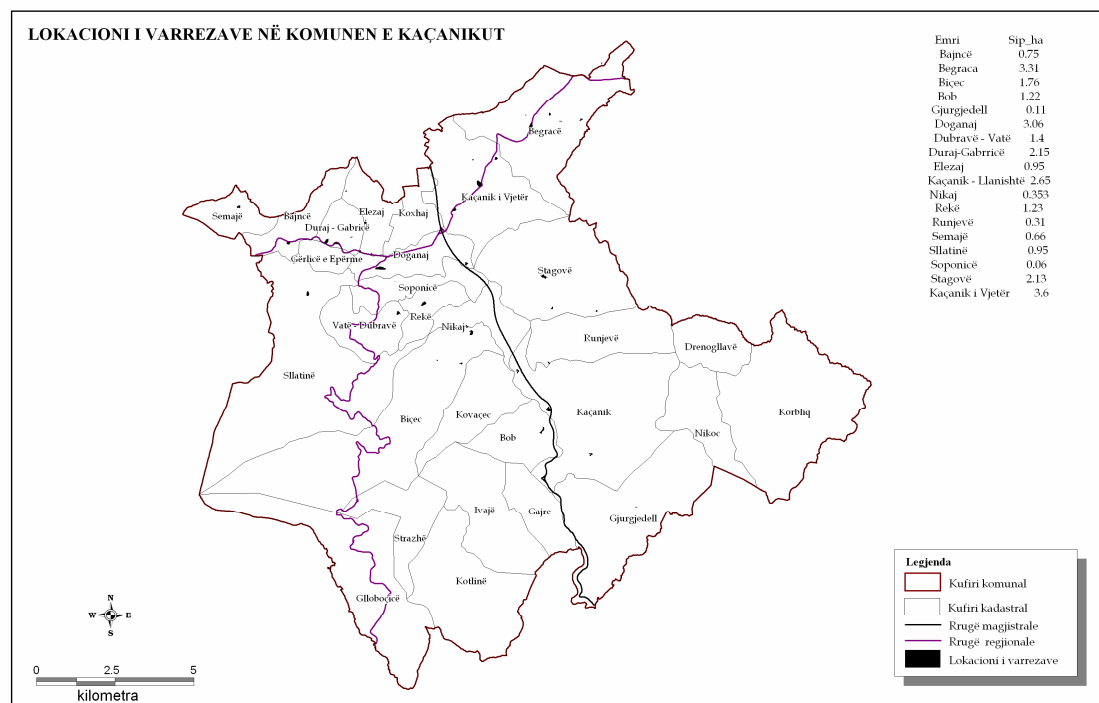 LOKACIONI I VARREZAVE NË KOMUNEN E KAÇANIKUT
Emri Sip_ha
Bajncë 0.75
Begraca 3.31
Biçec 1.76
Bob 1.22
Gjurgjedell 0.11
Doganaj 3.06
Dubravë - Vatë 1.4
Duraj-Gabrricë 2.15
Elezaj 0.95
Kaçanik - Llanishtë 2.65
Nikaj 0.353
Rekë 1.23
Runjevë 0.31
Semajë 0.66
Sllatinë 0.95
Soponicë 0.06
Stagovë 2.13
Kaçanik i Vjetër 3.6
Begracë
Kaçanik i Vjetër
Semajë
Bajncë
Elezaj
Koxhaj
Duraj - Gabricë
Gërlicë e Epërme
Doganaj
Stagovë
Soponicë
Rekë
Vatë - Dubravë
Nikaj
Runjevë
Drenogllavë
Sllatinë
Biçec
Kovaçec
Kaçanik
Korbliq
Bob
Nikoc
Ivajë
Gajre
Gjurgjedell
Strazhë
Kotlinë
Glloboçicë
N
W E
S
0 2.5 5
kilometra
Legjenda
Kufiri komunal
Kufiri kadastral
Rrugë magjistrale
Rrugë regjionale
Lokacioni i varrezave